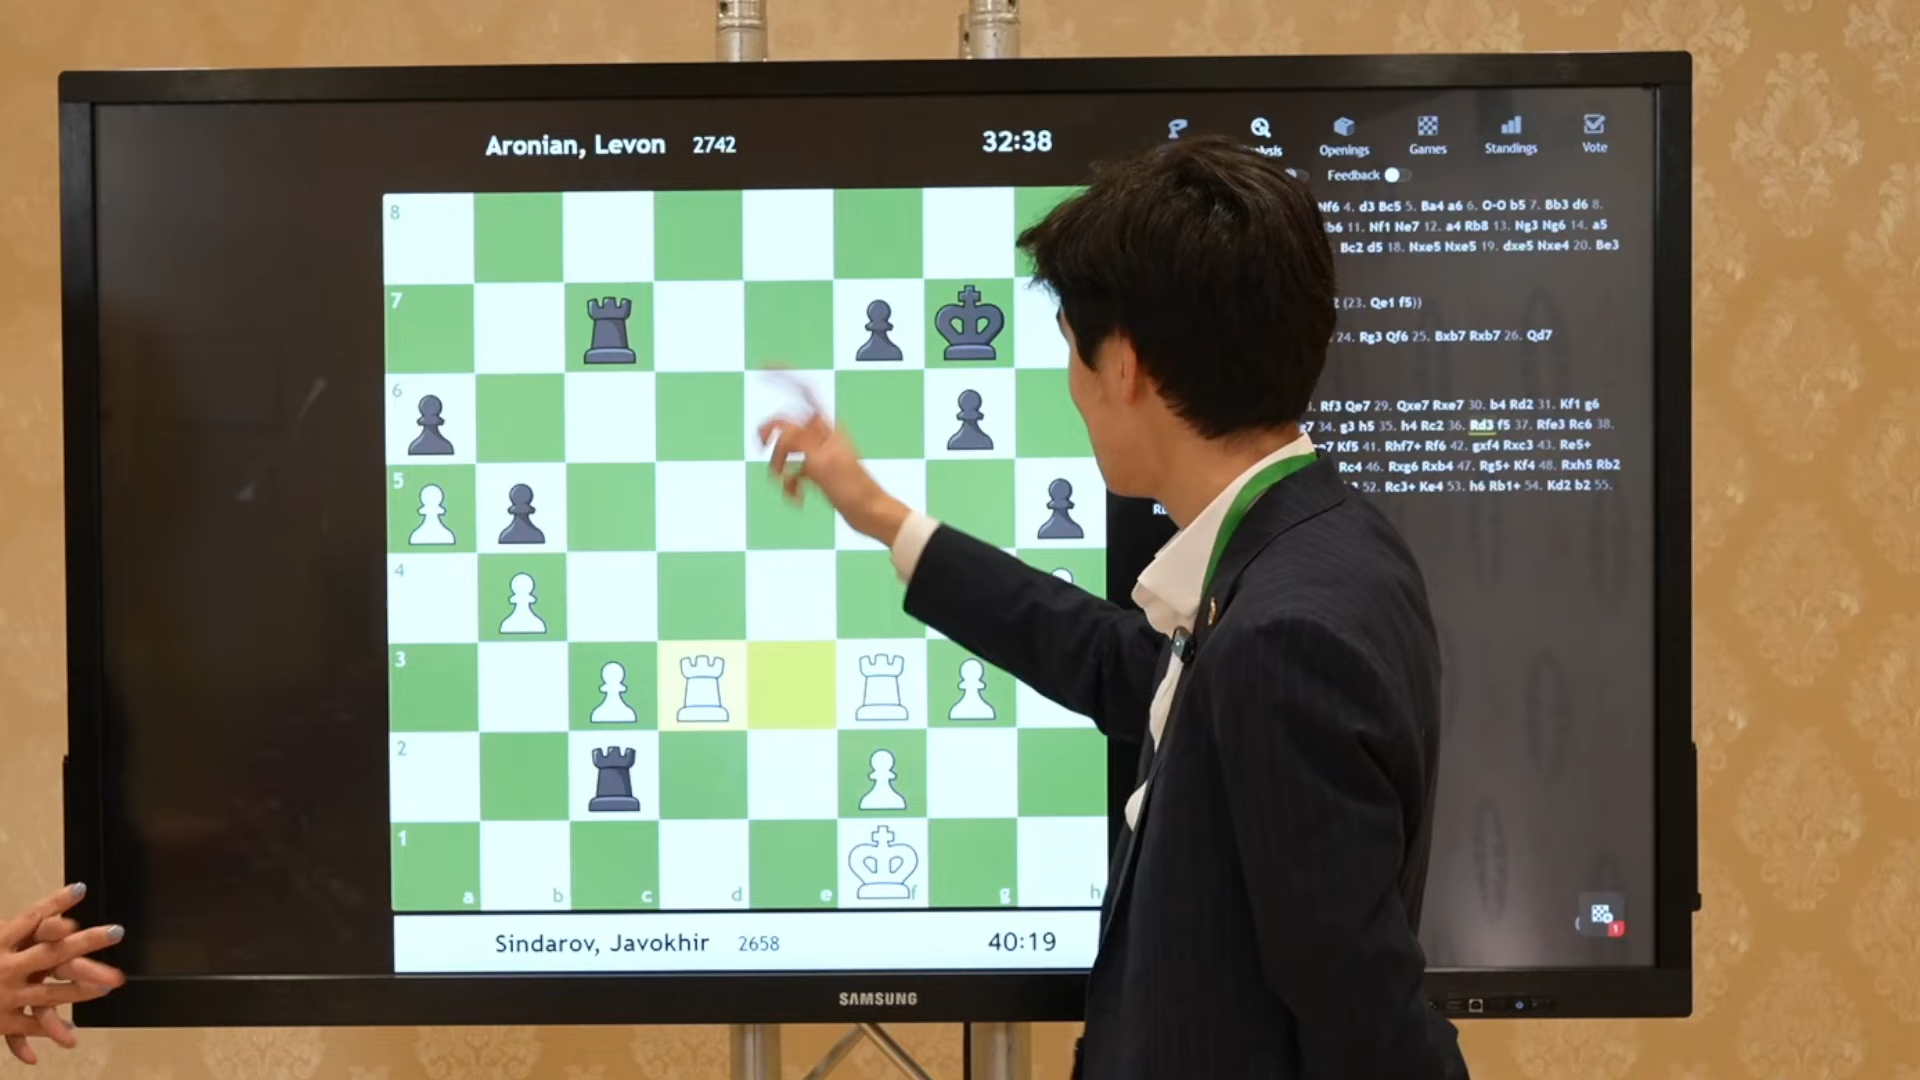 Aronian, Levon 2742 32:38
Openings Games Standings Vote
Feedback
Nf6 4. d3 Bc5 5. Ba4 a6 6. O-O b5 7. Bb3 d6 8.
11. Nf1 Ne7 12. a4 Rb8 13. Ng3 Ng6 14. a5
Bc2 d5 18. Nxe5 Nxe5 19. dxe5 Nxe4 20. Be3
(23. Qe1 f5))
24. Rg3 Qf6 25. Bxb7 Rxb7 26. Qd7
Rf3 Qe7 29. Qxe7 Rxe7 30. b4 Rd2 31. Kf1 g6
34. g3 h5 35. h4 Rc2 36. Rd3 f5 37. Rfe3 Rc6 38.
Kf5 41. Rhf7+ Rf6 42. gxf4 Rxc3 43. Re5+
Rc4 46. Rxg6 Rxb4 47. Rg5+ Kf4 48. Rxh5 Rb2
52. Rc3+ Ke4 53. h6 Rb1+ 54. Kd2 b2 55.
8
7
6
5
4
3
2
1
a b c d e f g h
Sindarov, Javokhir 2658 40:19
1
SAMSUNG